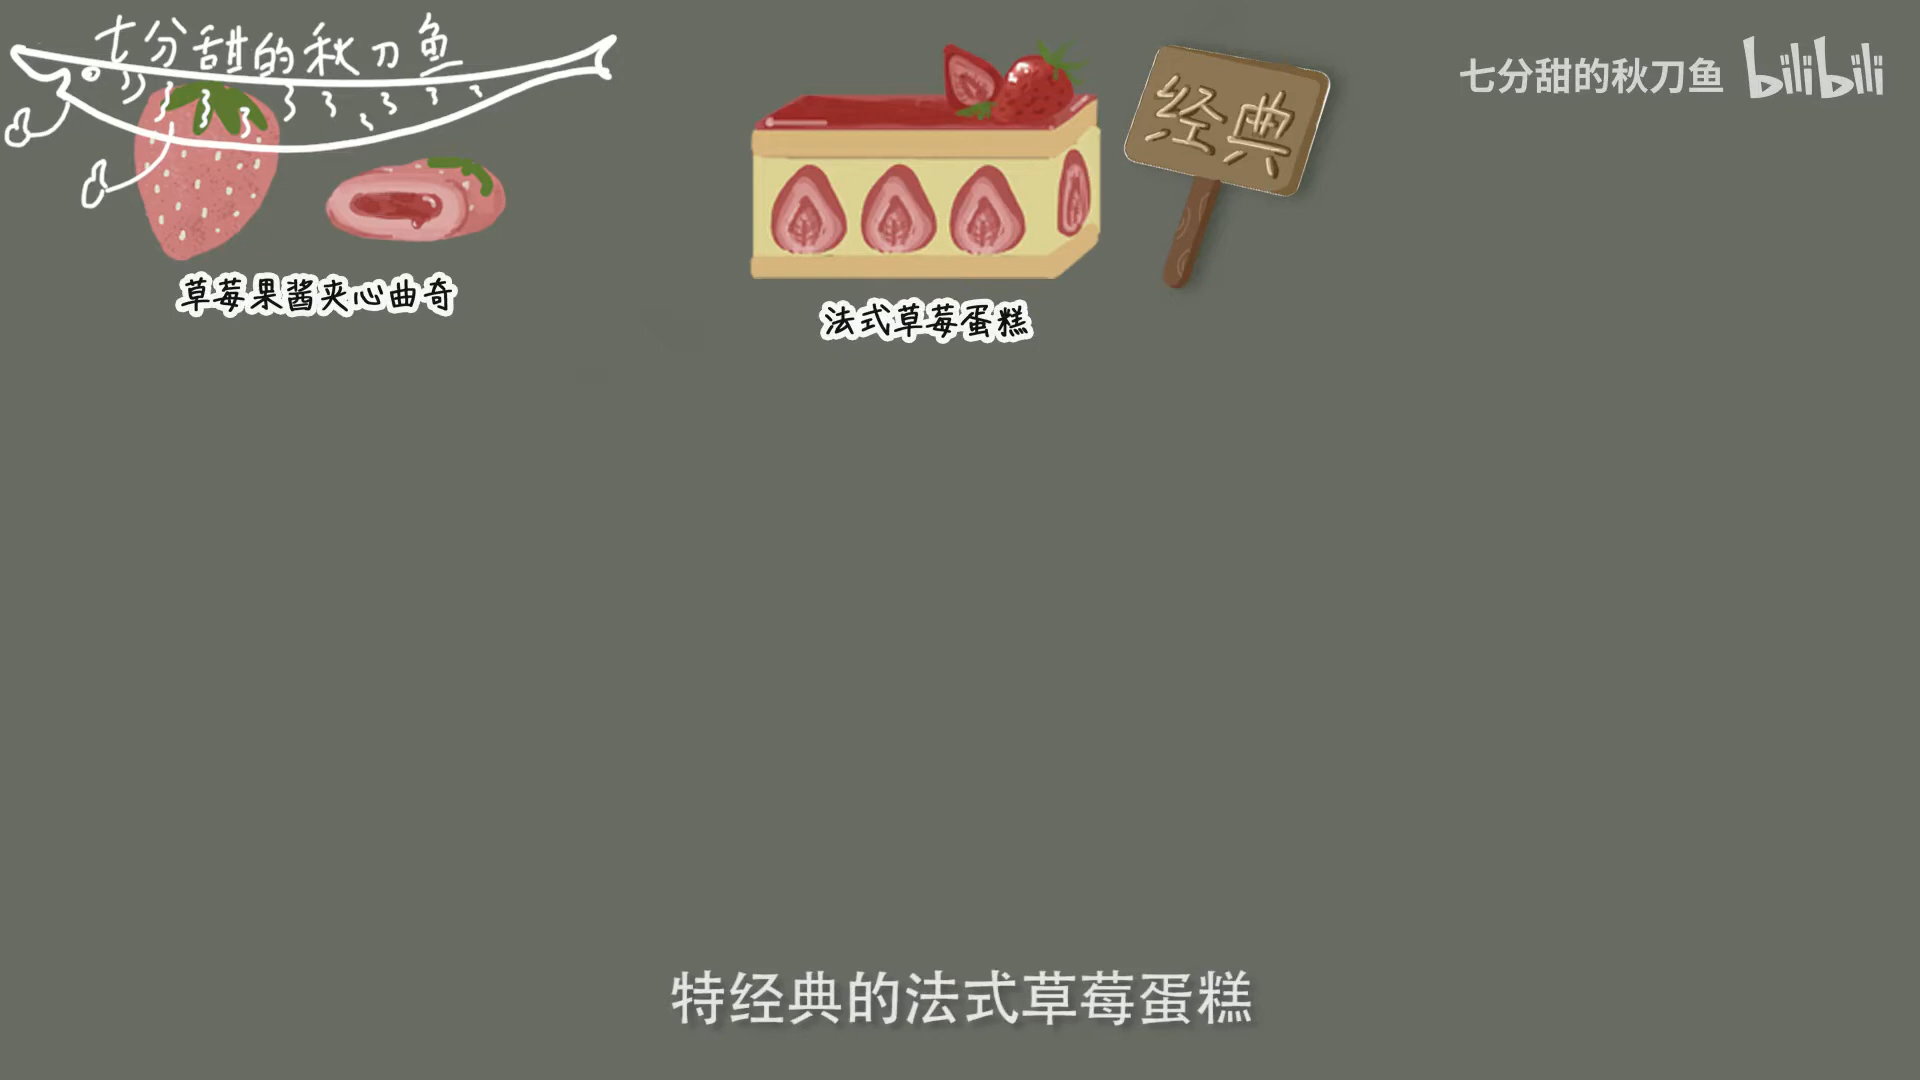 七分甜的秋刀鱼
七分甜的秋刀鱼 bilibili
经典
草莓果酱夹心曲奇
法式草莓蛋糕
特经典的法式草莓蛋糕